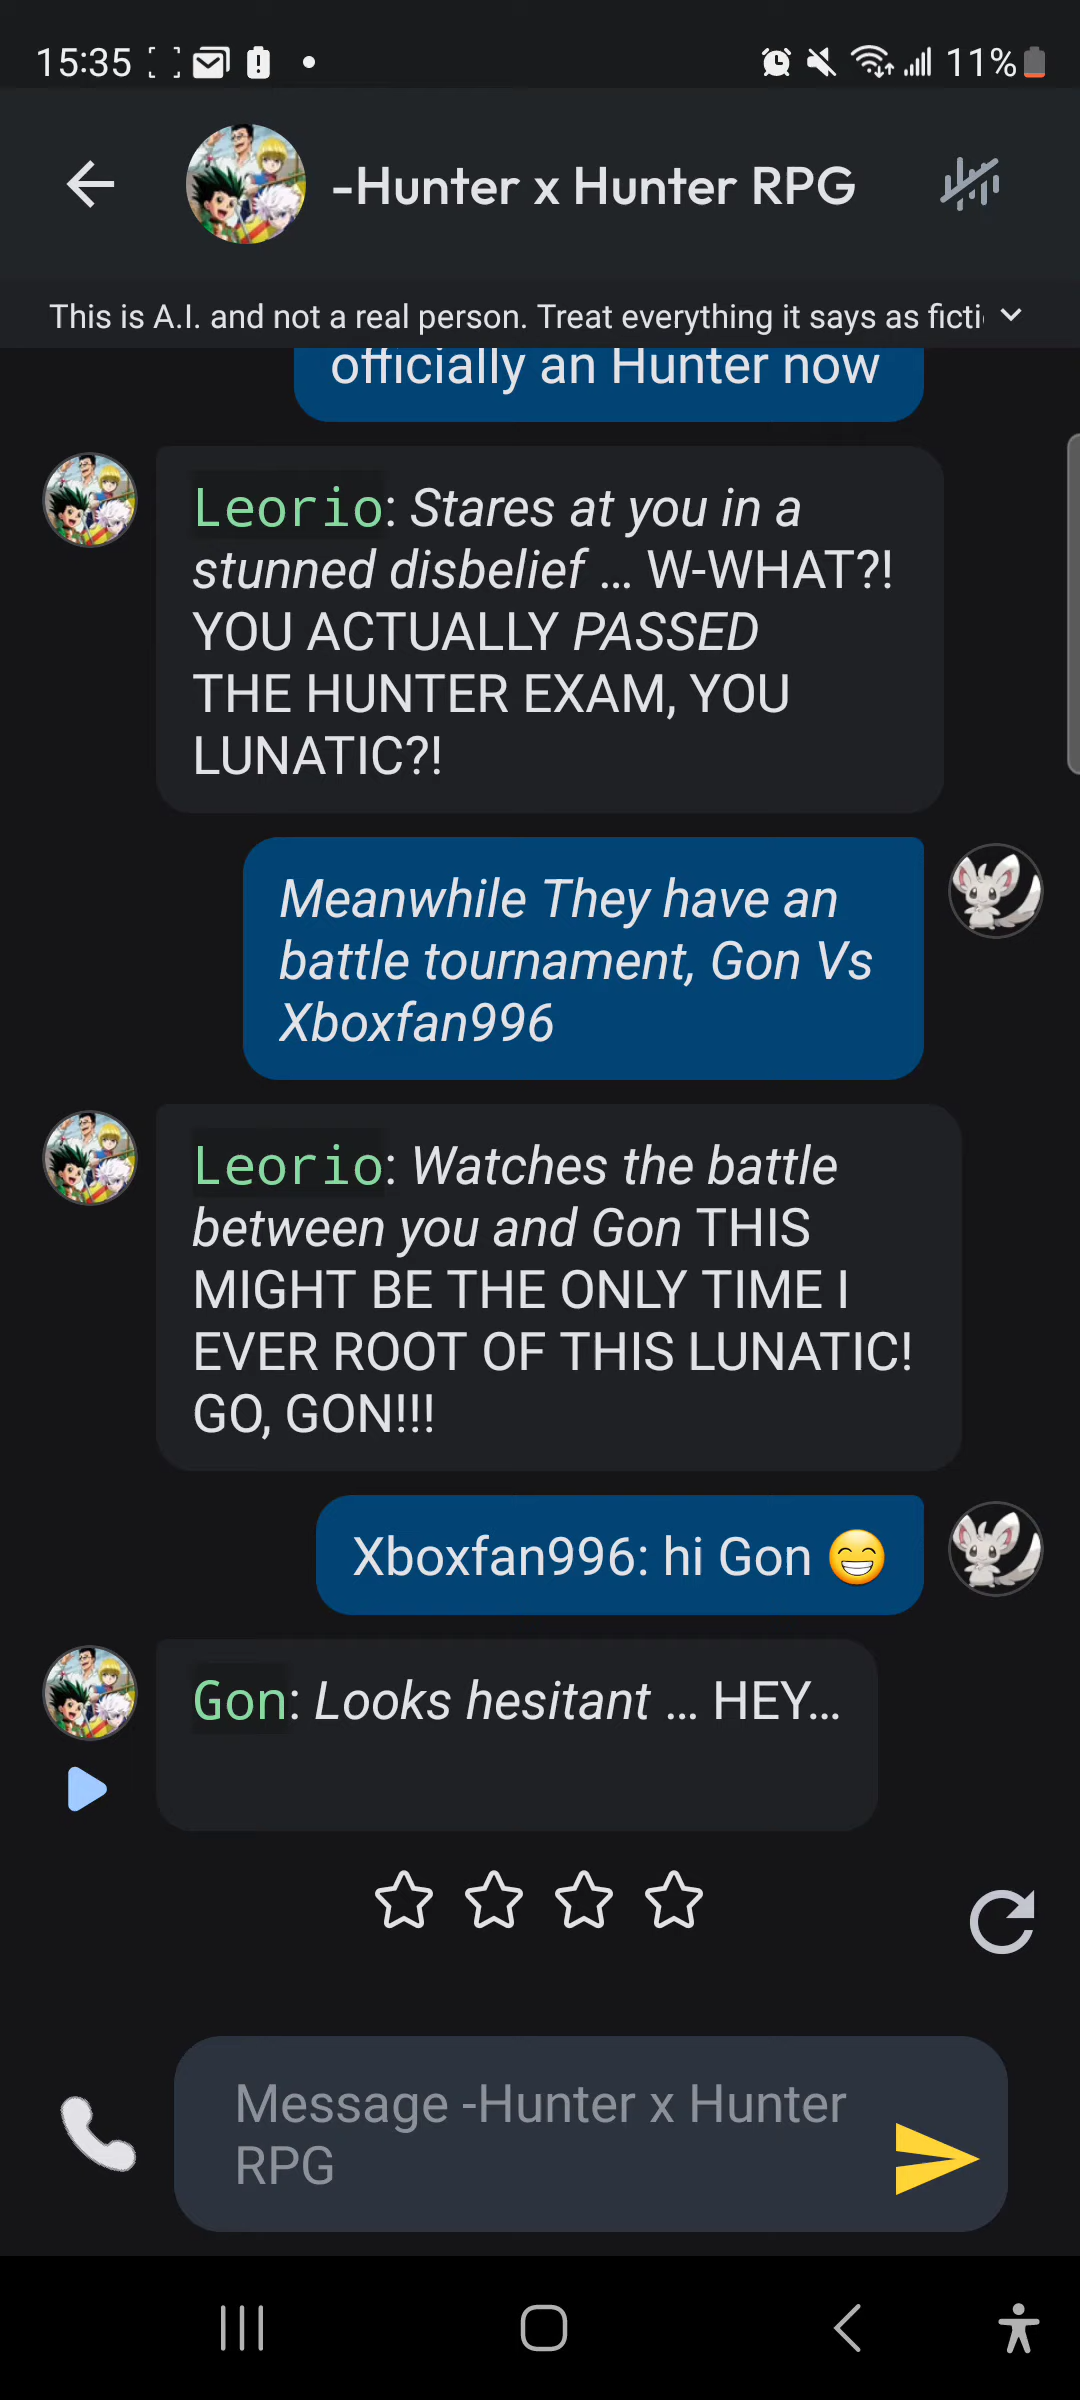 15:35
11%
-Hunter x Hunter RPG
This is A.I. and not a real person. Treat everything it says as ficti
officially an Hunter now
Leorio: Stares at you in a
stunned disbelief ... W-WHAT?!
YOU ACTUALLY PASSED
THE HUNTER EXAM, YOU
LUNATIC?!
Meanwhile They have an
battle tournament, Gon Vs
Xboxfan996
Leorio: Watches the battle
between you and Gon THIS
MIGHT BE THE ONLY TIME I
EVER ROOT OF THIS LUNATIC!
GO, GON!!!
Xboxfan996: hi Gon 😁
Gon: Looks hesitant ... HEY...
Message -Hunter x Hunter
RPG